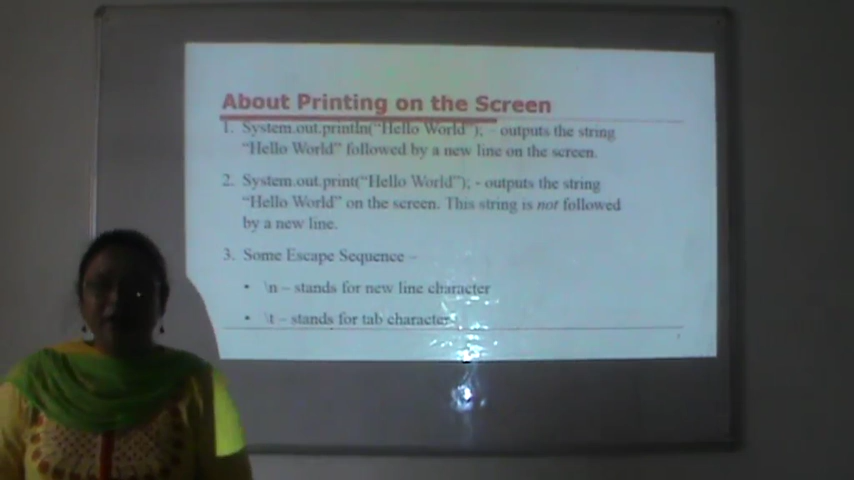 About Printing on the Screen
1. System.out.println("Hello World"); – outputs the string
"Hello World" followed by a new line on the screen.
2. System.out.print("Hello World"); - outputs the string
"Hello World" on the screen. This string is not followed
by a new line.
3. Some Escape Sequence –
• \n – stands for new line character
• \t – stands for tab character